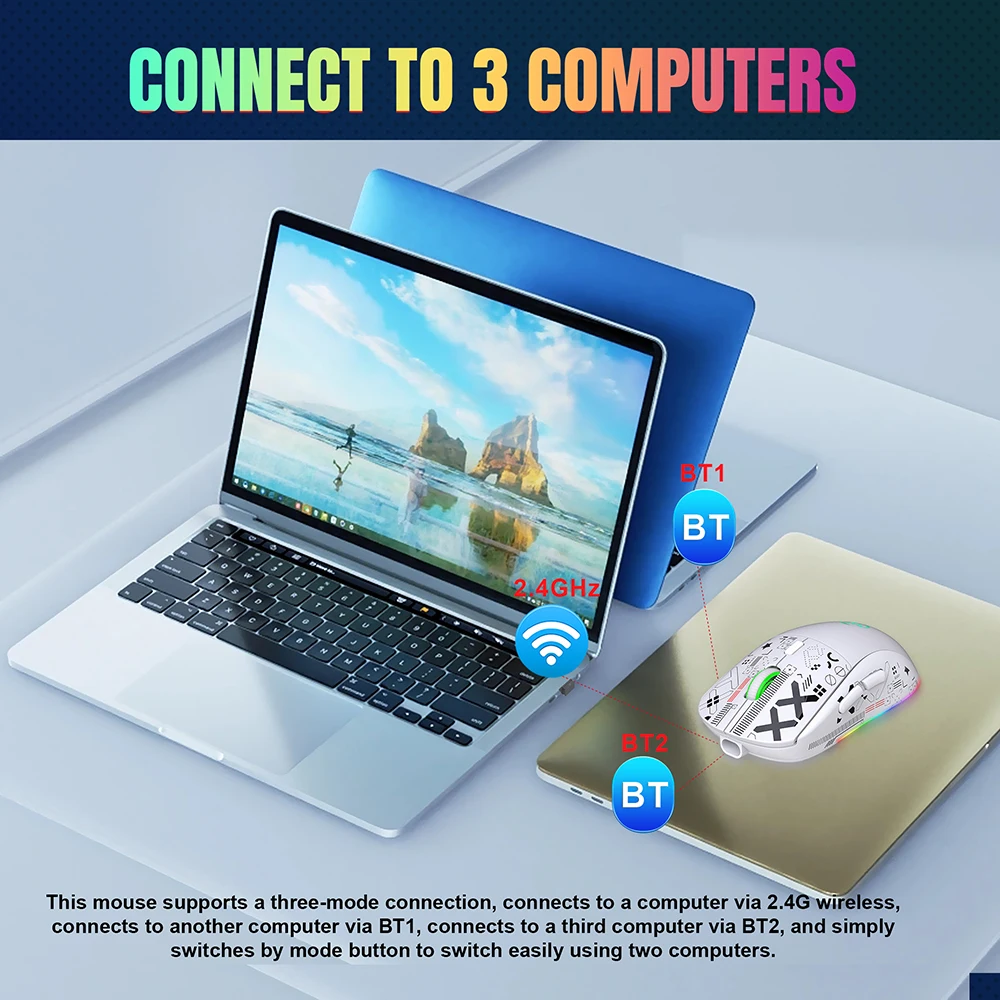 CONNECT TO 3 COMPUTERS
BT1
BT
2.4GHz
BT2
BT
This mouse supports a three-mode connection, connects to a computer via 2.4G wireless,
connects to another computer via BT1, connects to a third computer via BT2, and simply
switches by mode button to switch easily using two computers.